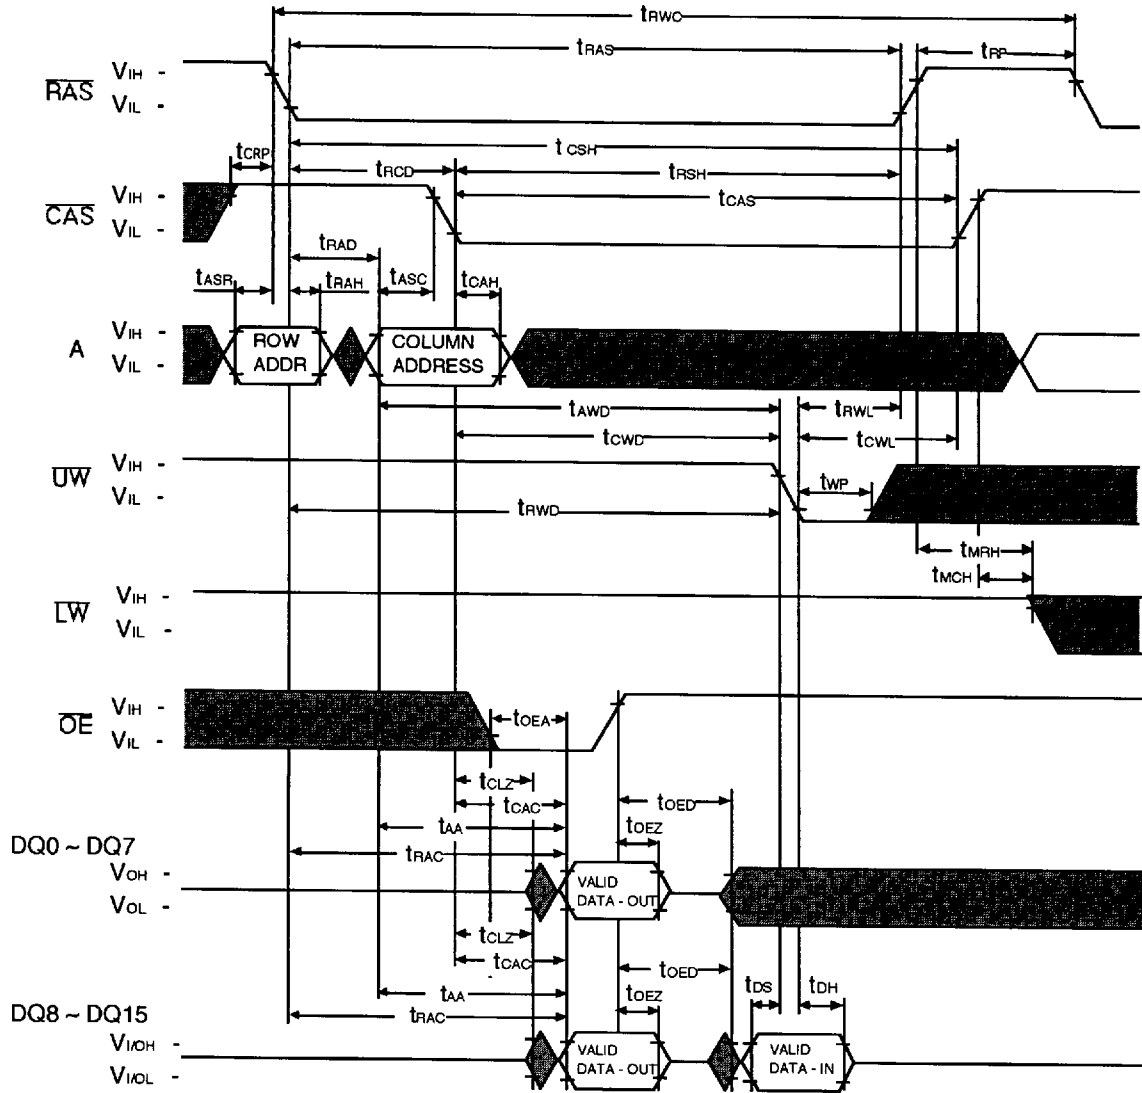 tRWC
tRAS
tRP
RAS
VIH -
VIL -
tCRP
tCSH
tRCD
tRSH
CAS
VIH -
VIL -
tCAS
tRAD
tASR
tRAH
tASC
tCAH
A
VIH -
VIL -
ROW ADDR
COLUMN ADDRESS
tAWD
tRWL
tCWD
tCWL
UW
VIH -
VIL -
tWP
tRWD
tMRH
tMCH
LW
VIH -
VIL -
OE
VIH -
VIL -
tOEA
tCLZ
tCAC
tOED
tAA
tOEZ
DQ0 ~ DQ7
tRAC
VOH -
VOL -
VALID
DATA - OUT
tCLZ
tCAC
tOED
tAA
tOEZ
tDS
tDH
DQ8 ~ DQ15
tRAC
VI/OH -
VI/OL -
VALID
DATA - OUT
VALID
DATA - IN